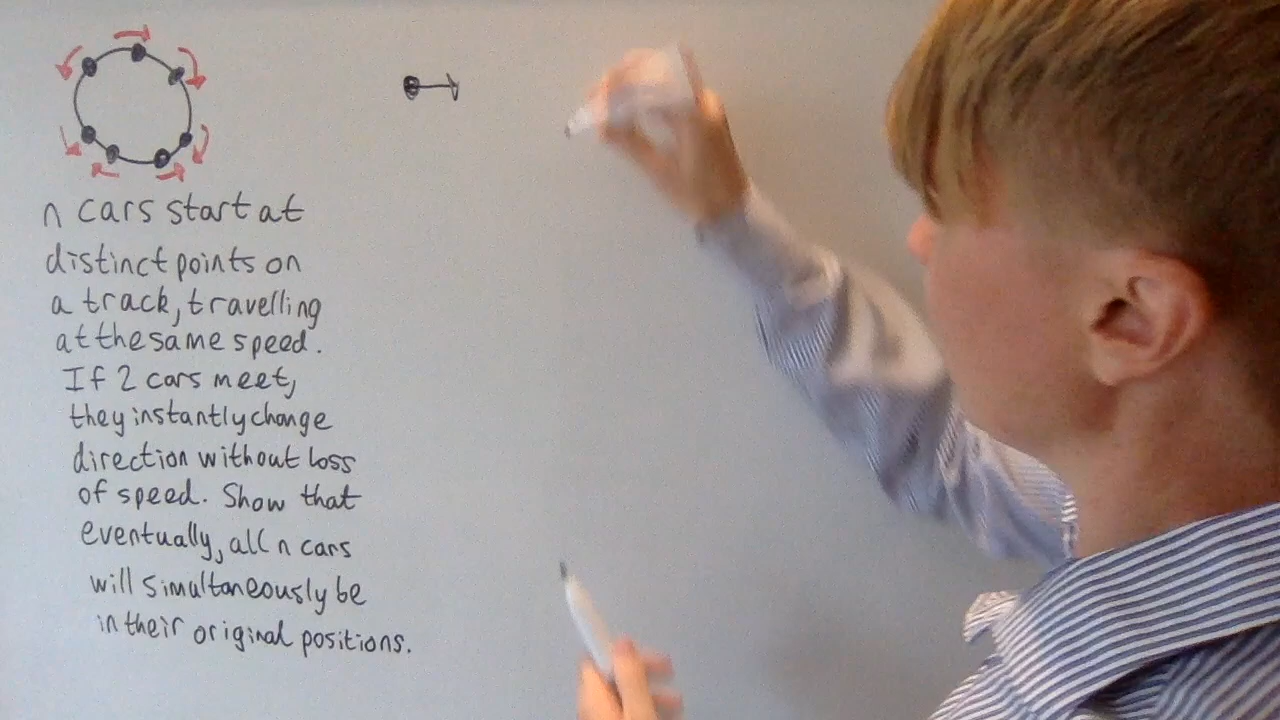 n cars start at
distinct points on
a track, travelling
at the same speed.
If 2 cars meet,
they instantly change
direction without loss
of speed. Show that
eventually, all n cars
will simultaneously be
in their original positions.